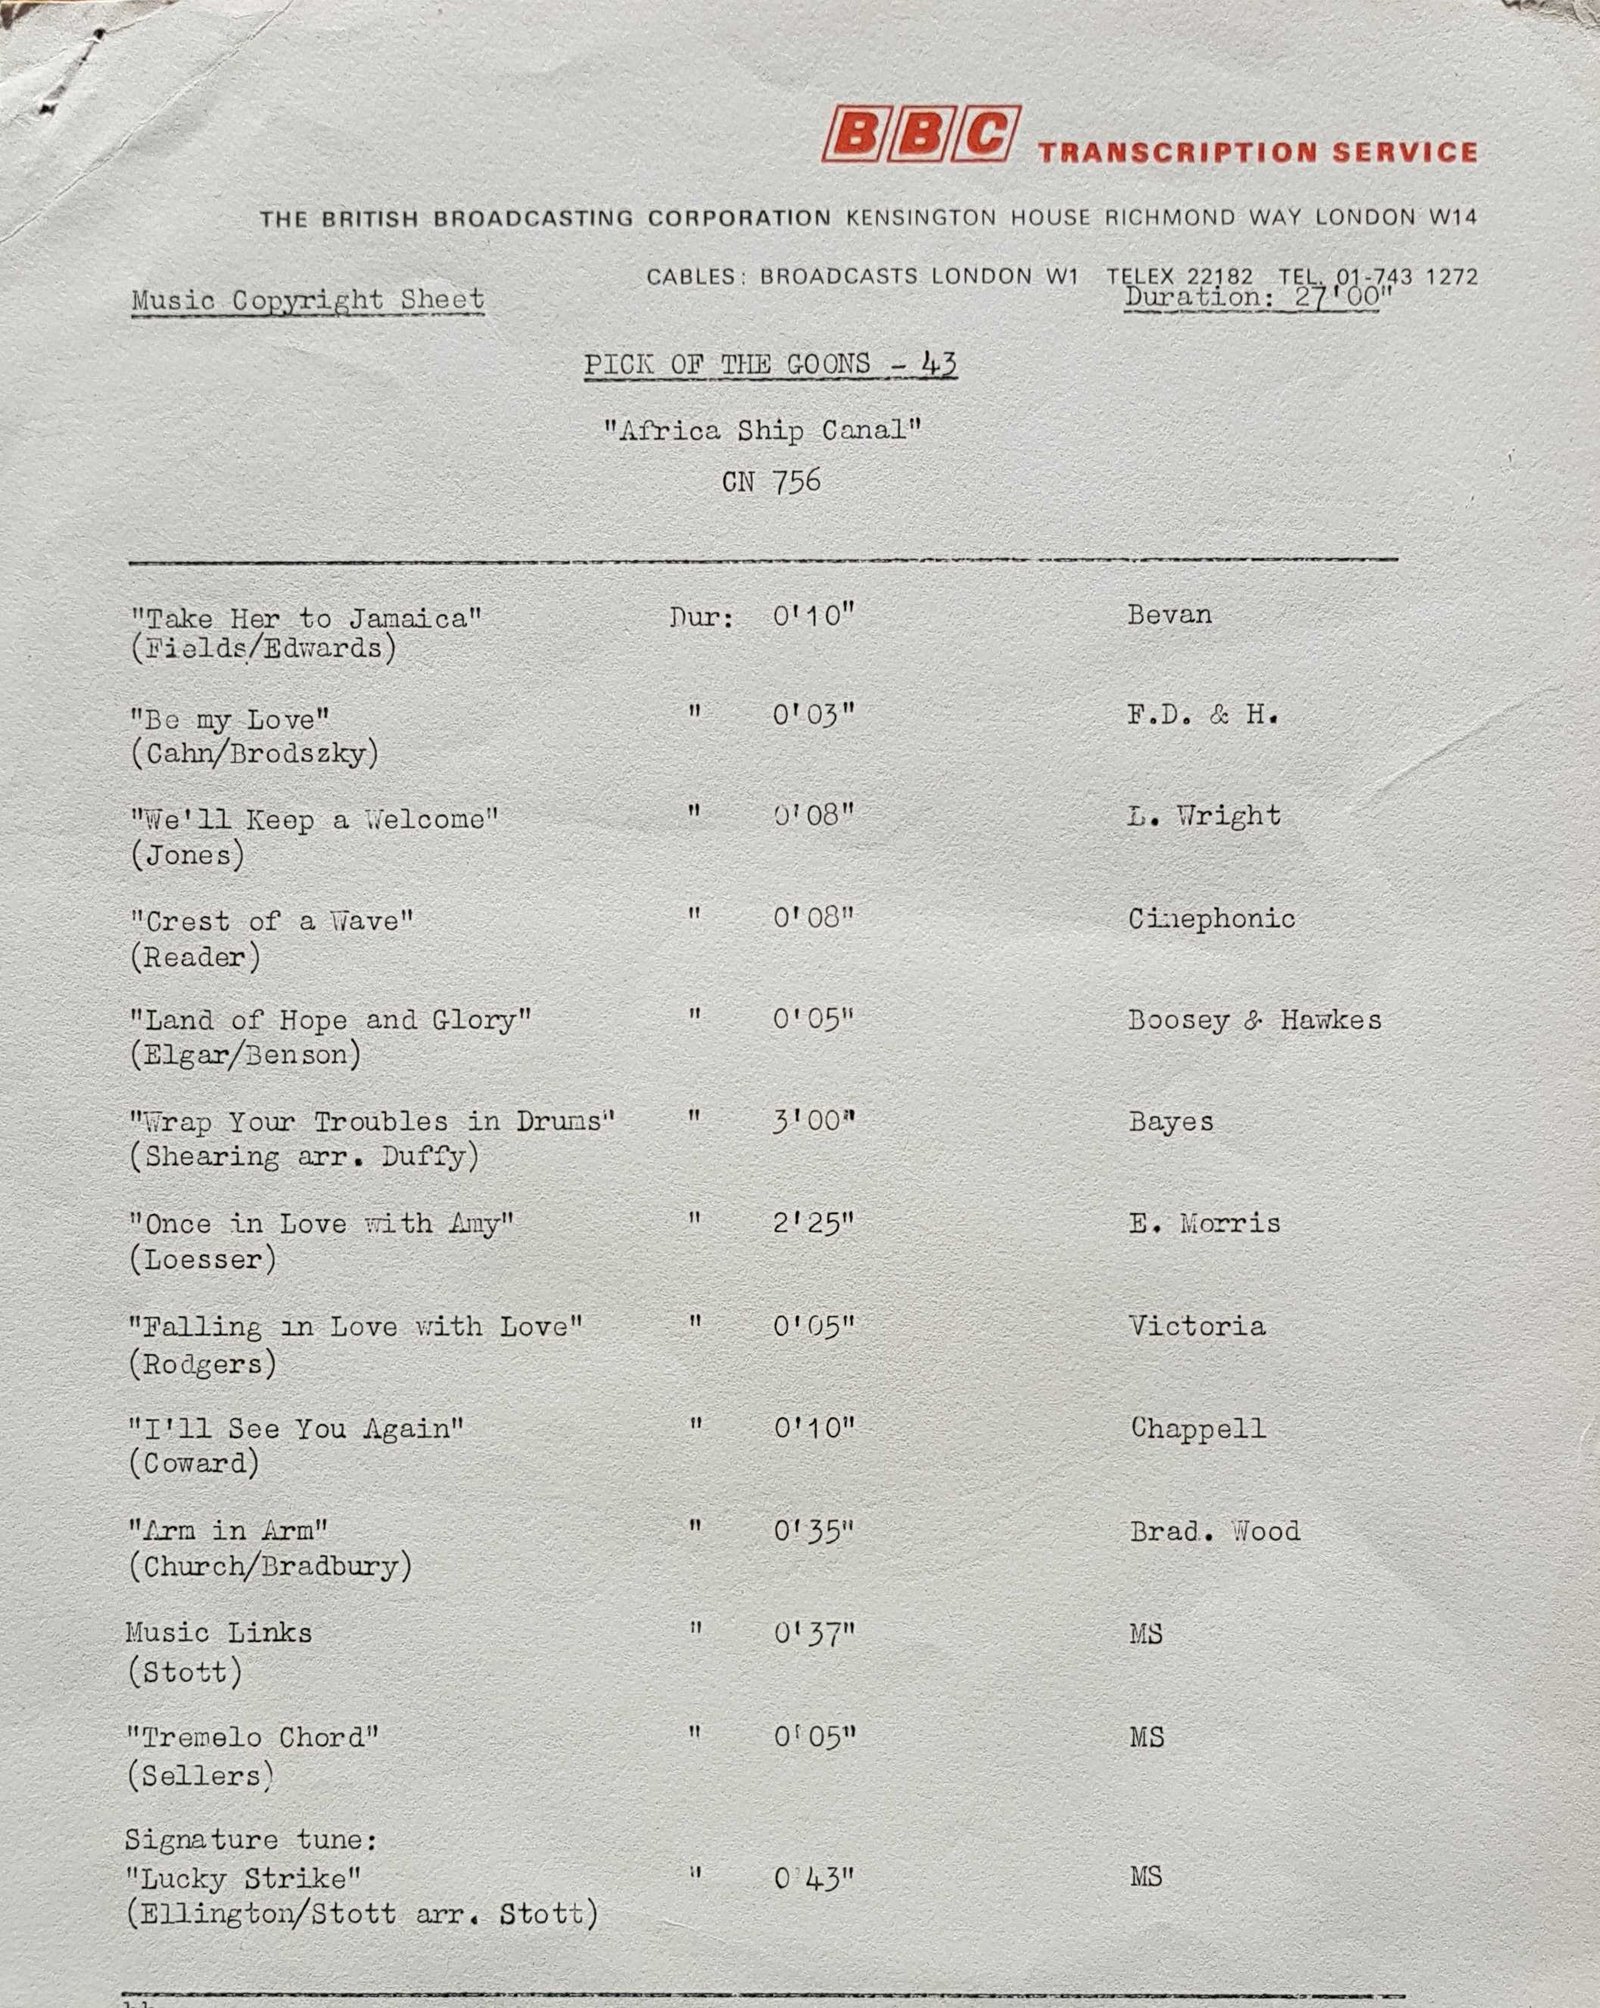 BBC TRANSCRIPTION SERVICE
THE BRITISH BROADCASTING CORPORATION KENSINGTON HOUSE RICHMOND WAY LONDON W14
CABLES: BROADCASTS LONDON W1 TELEX 22182 TEL. 01-743 1272
Music Copyright Sheet Duration: 27'00"
PICK OF THE GOONS - 43
"Africa Ship Canal"
CN 756
"Take Her to Jamaica" Dur: 0'10" Bevan
(Fields/Edwards)
"Be my Love" " 0'03" F.D. & H.
(Cahn/Brodszky)
"We'll Keep a Welcome" " 0'08" L. Wright
(Jones)
"Crest of a Wave" " 0'08" Cinephonic
(Reader)
"Land of Hope and Glory" " 0'05" Boosey & Hawkes
(Elgar/Benson)
"Wrap Your Troubles in Drums" " 3'00" Bayes
(Shearing arr. Duffy)
"Once in Love with Amy" " 2'25" E. Morris
(Loesser)
"Falling in Love with Love" " 0'05" Victoria
(Rodgers)
"I'll See You Again" " 0'10" Chappell
(Coward)
"Arm in Arm" " 0'35" Brad. Wood
(Church/Bradbury)
Music Links " 0'37" MS
(Stott)
"Tremelo Chord" " 0'05" MS
(Sellers)
Signature tune:
"Lucky Strike" " 0'43" MS
(Ellington/Stott arr. Stott)